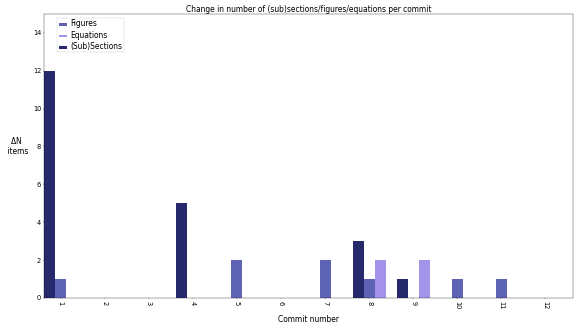 Change in number of (sub)sections/figures/equations per commit
Figures
Equations
(Sub)Sections
14
12
10
8
6
4
2
0
ΔN
items
1 2 3 4 5 6 7 8 9 10 11 12
Commit number